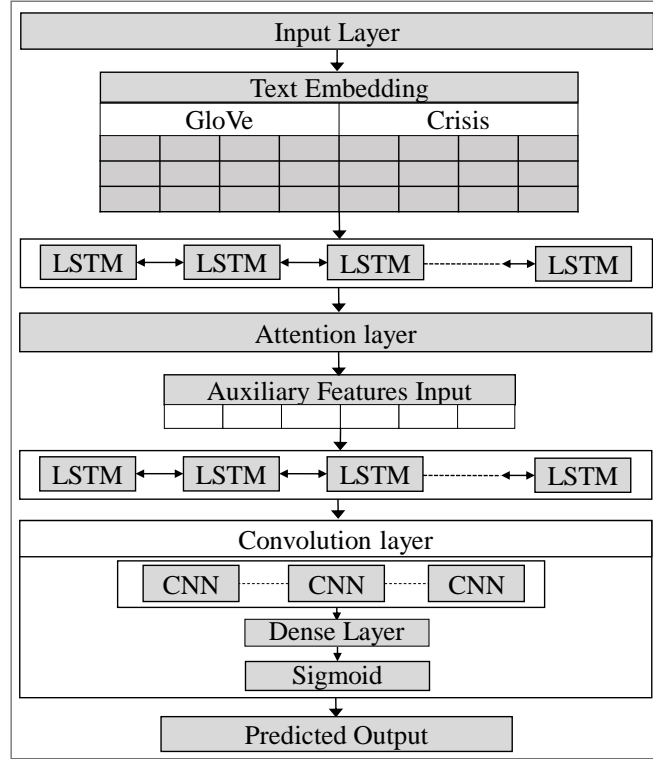 Input Layer
Text Embedding
GloVe Crisis
LSTM LSTM LSTM LSTM
Attention layer
Auxiliary Features Input
LSTM LSTM LSTM LSTM
Convolution layer
CNN CNN CNN
Dense Layer
Sigmoid
Predicted Output